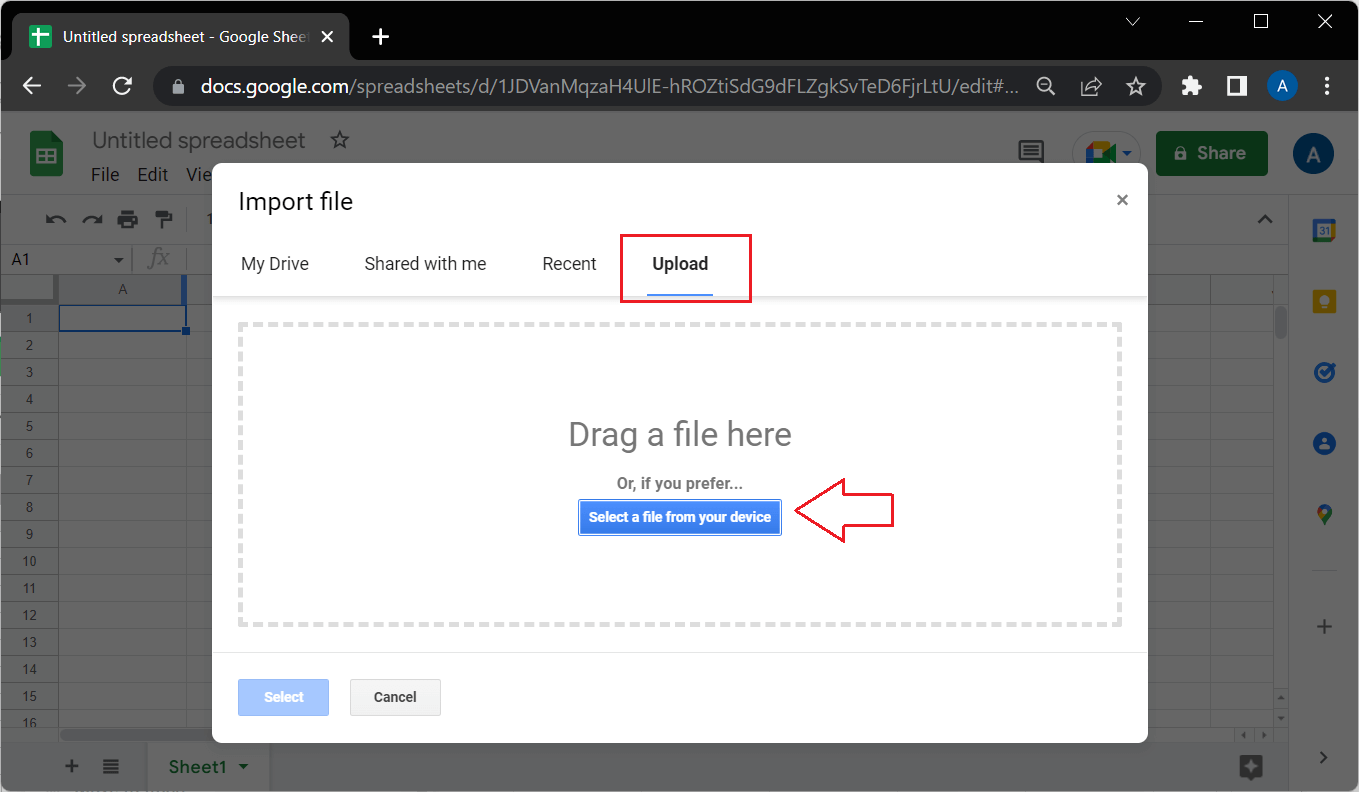 Untitled spreadsheet - Google Shee
docs.google.com/spreadsheets/d/1JDVanMqzaH4UlE-hROZtiSdG9dFLZgkSvTeD6FjrLtU/edit#...
A
Untitled spreadsheet
Share
A
File Edit Vie
Import file
My Drive Shared with me Recent Upload
A1
fx
31
A
1
2
3
4
5
6
7
8
9
10
11
12
13
14
15
16
Drag a file here
Or, if you prefer...
Select a file from your device
Select Cancel
Sheet1